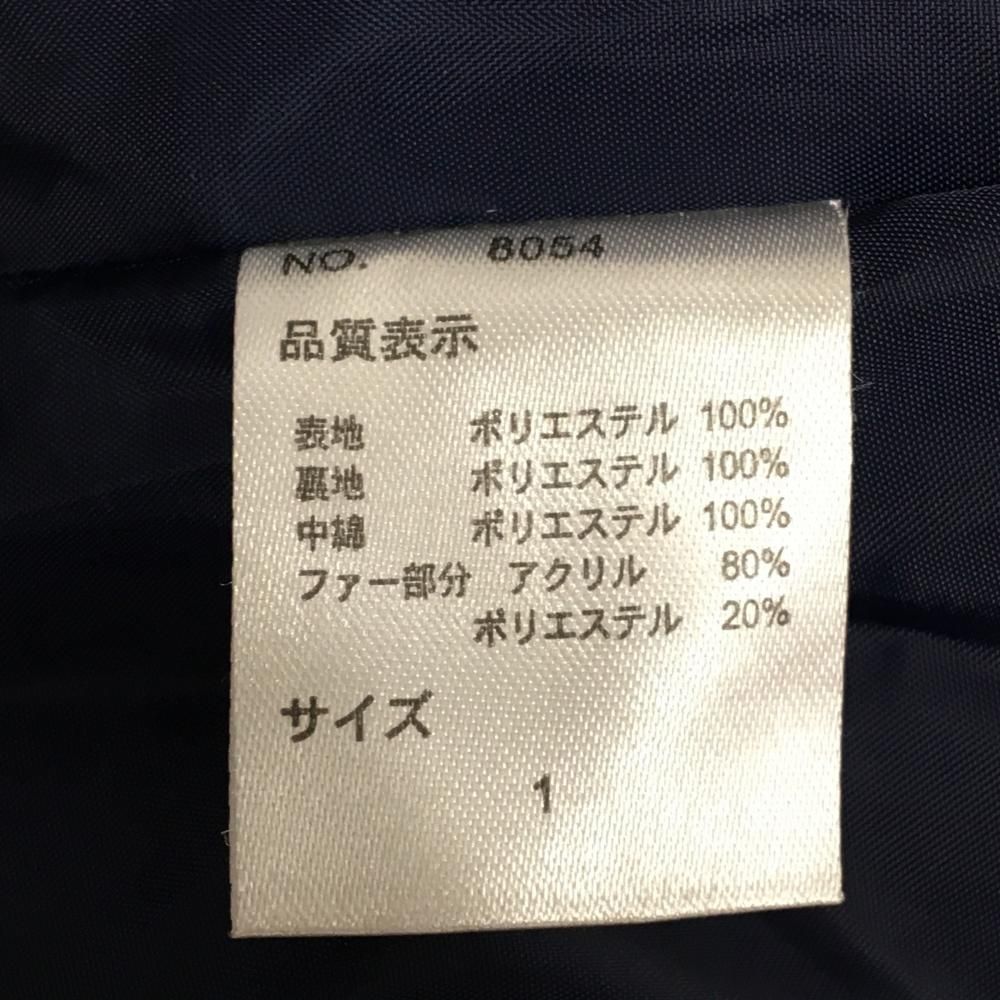 NO. 8054
品質表示
表地 ポリエステル 100%
裏地 ポリエステル 100%
中綿 ポリエステル 100%
ファー部分 アクリル 80%
ポリエステル 20%
サイズ
1